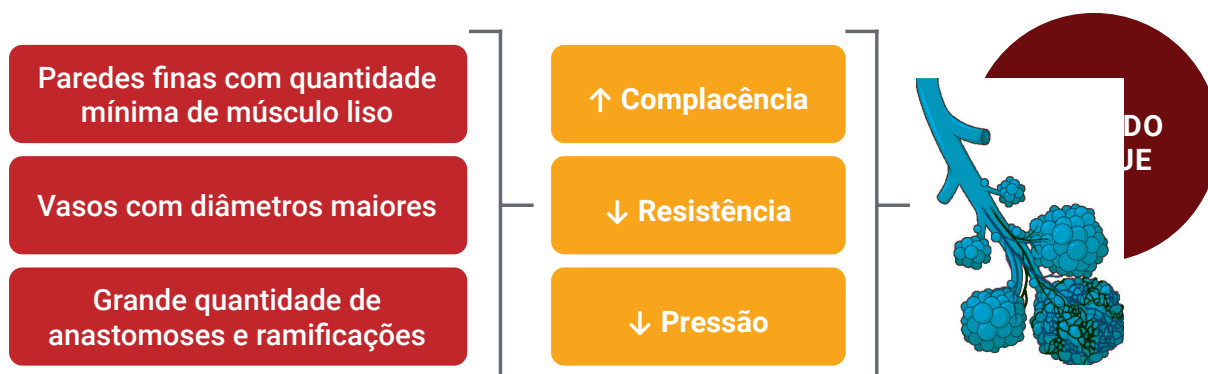 Paredes finas com quantidade
mínima de músculo liso
Vasos com diâmetros maiores
Grande quantidade de
anastomoses e ramificações
↑ Complacência
↓ Resistência
↓ Pressão
DO